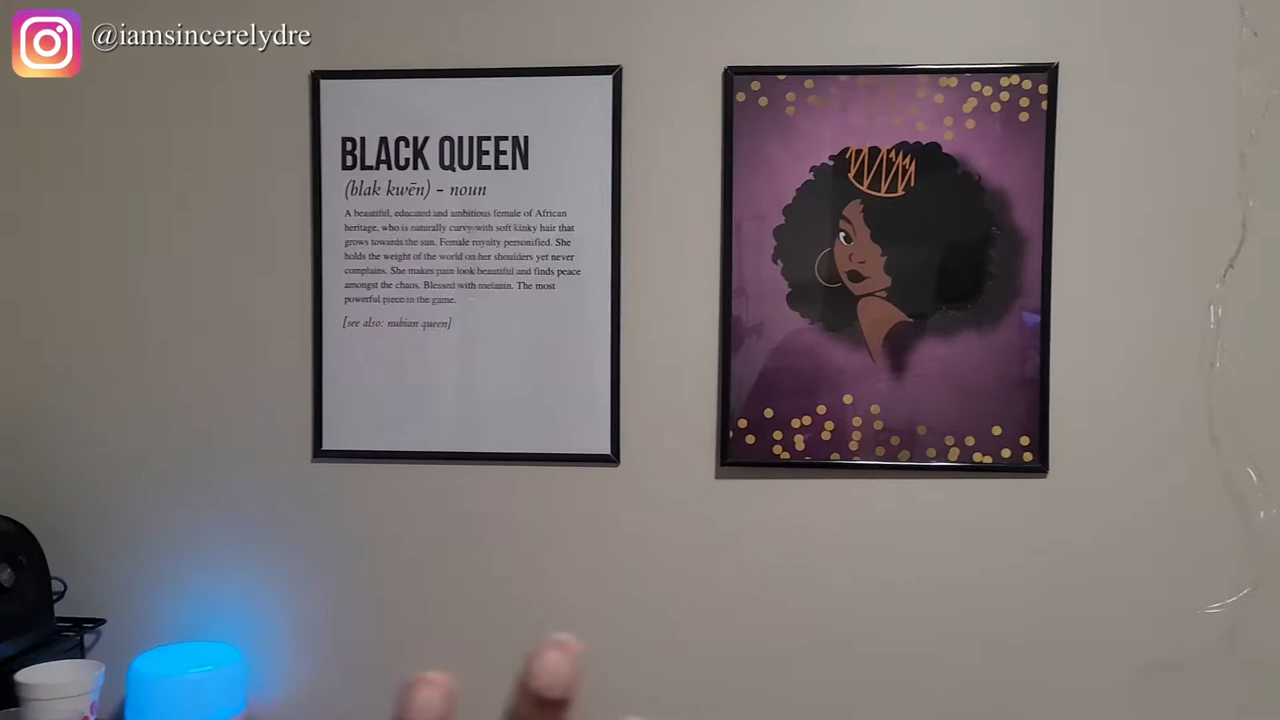 @iamsincerelydre
BLACK QUEEN
(blak kwēn) - noun
A beautiful, educated and ambitious female of African
heritage, who is naturally curvy with soft kinky hair that
grows towards the sun. Female royalty personified. She
holds the weight of the world on her shoulders yet never
complains. She makes pain look beautiful and finds peace
amongst the chaos. Blessed with melanin. The most
powerful piece in the game.
[see also: nubian queen]